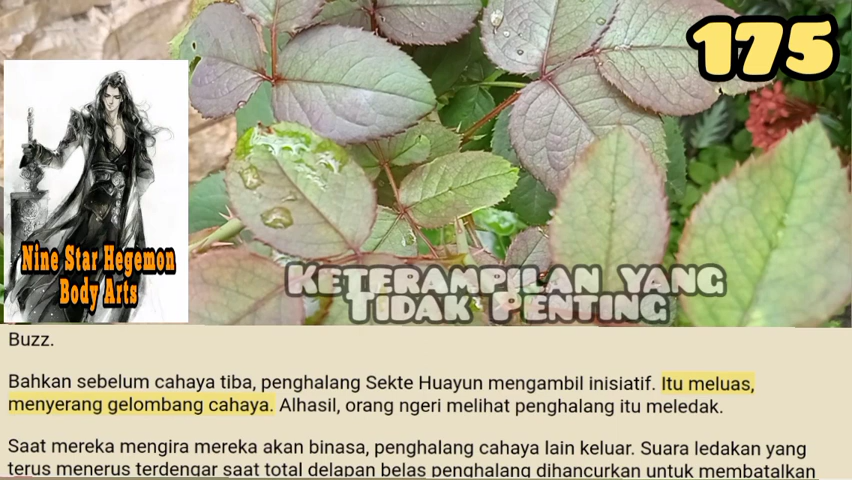 175
Nine Star Hegemon
Body Arts
Keterampilan yang
Tidak Penting
Buzz.
Bahkan sebelum cahaya tiba, penghalang Sekte Huayun mengambil inisiatif. Itu meluas,
menyerang gelombang cahaya. Alhasil, orang ngeri melihat penghalang itu meledak.
Saat mereka mengira mereka akan binasa, penghalang cahaya lain keluar. Suara ledakan yang
terus menerus terdengar saat total delapan belas penghalang dihancurkan untuk membatalkan